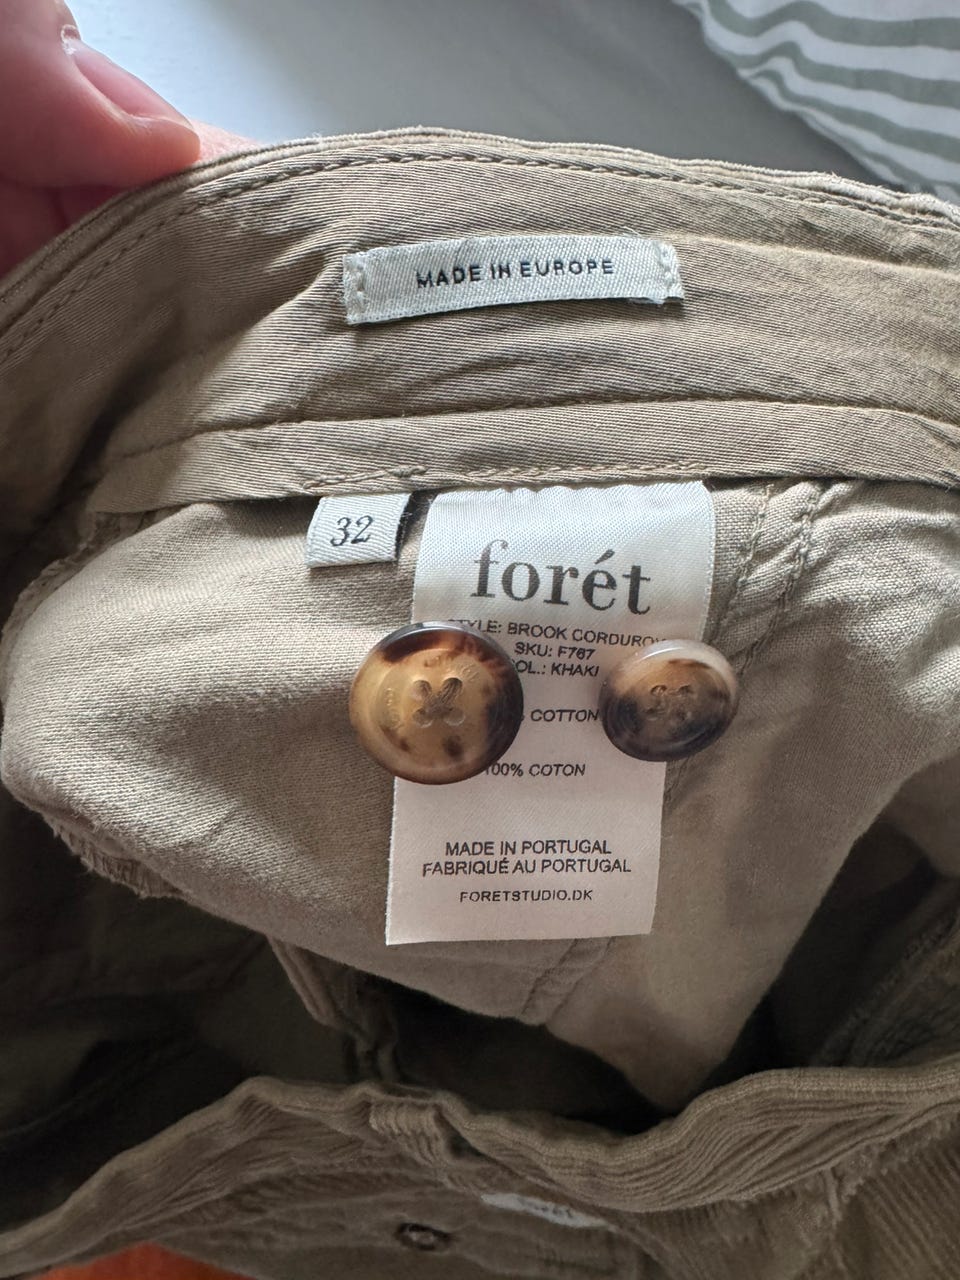 MADE IN EUROPE
32
forét
STYLE: BROOK CORDUROY
SKU: F767
COL.: KHAKI
COTTON
100% COTON
MADE IN PORTUGAL
FABRIQUÉ AU PORTUGAL
FORETSTUDIO.DK